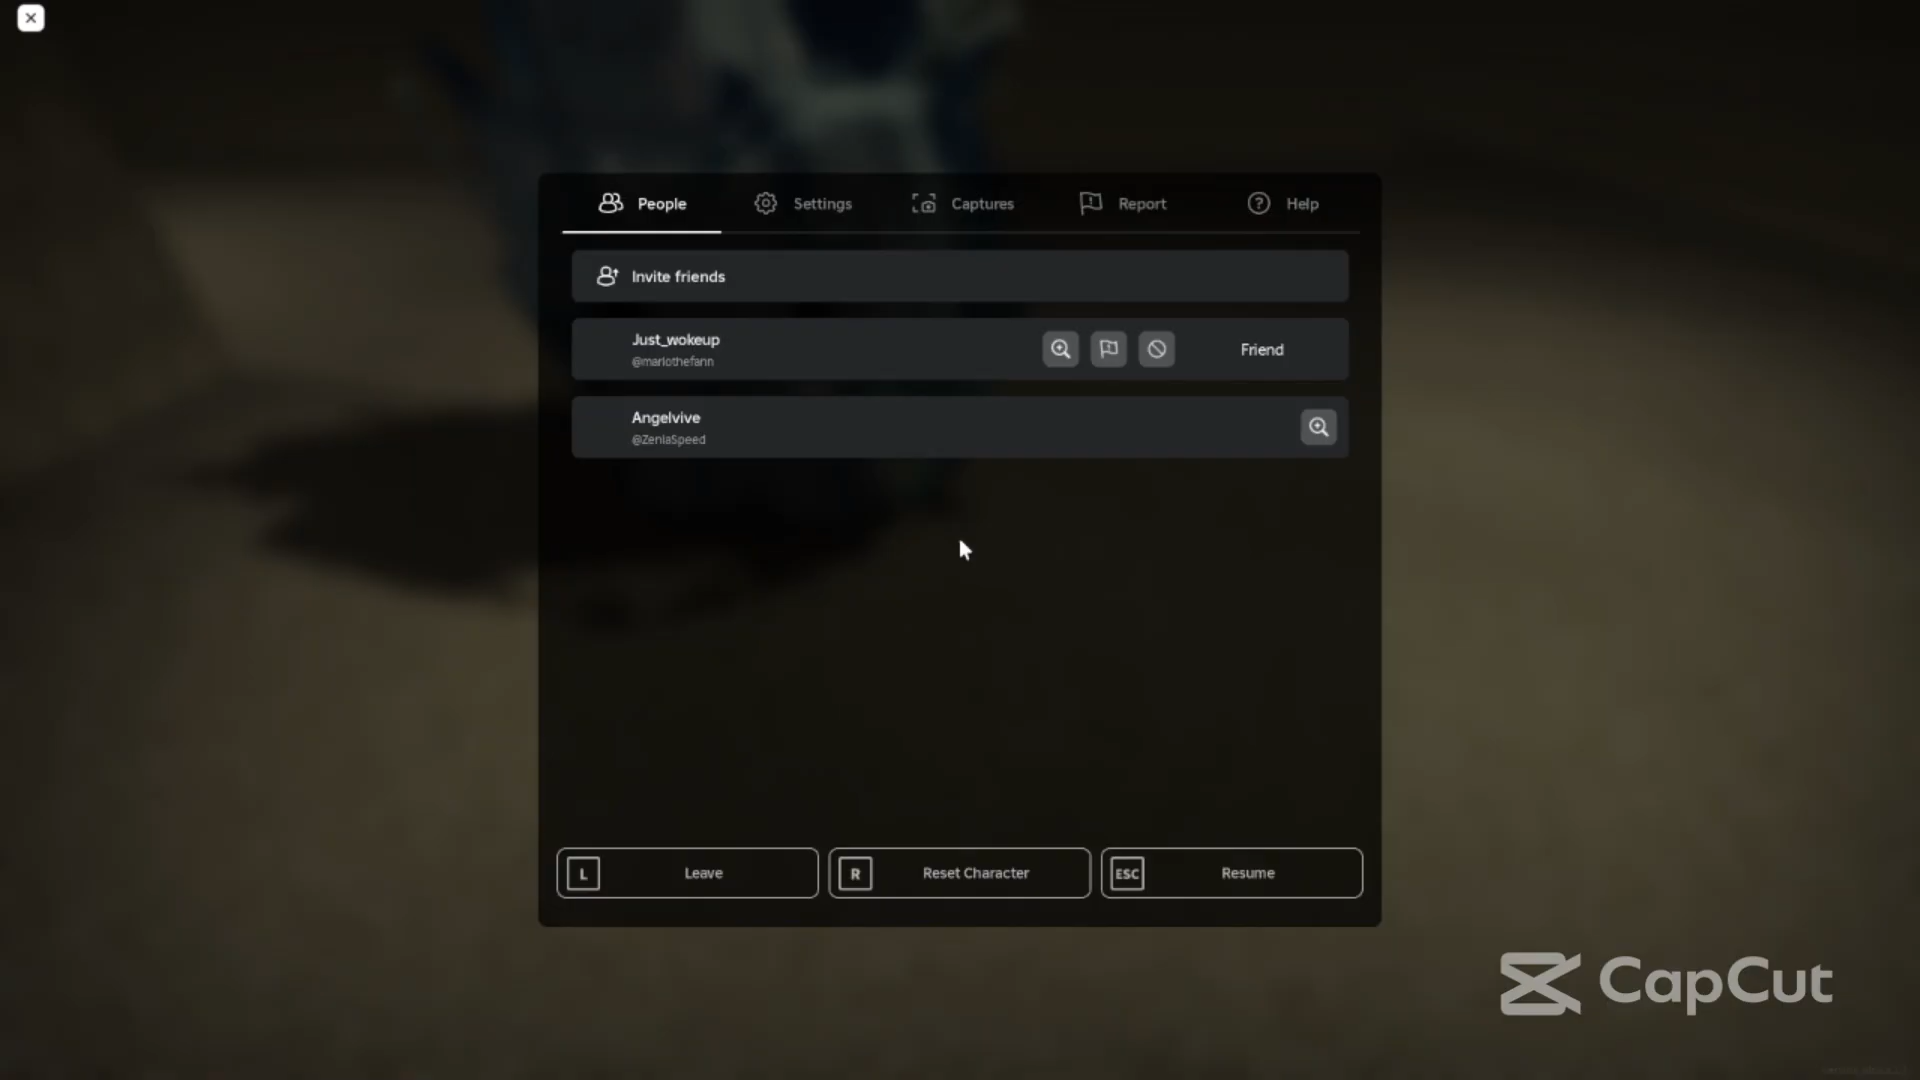 People
Settings
Captures
Report
Help
Invite friends
Just_wokeup
@mariothefann
Friend
Angelvive
@ZeniaSpeed
L
Leave
R
Reset Character
ESC
Resume
CapCut